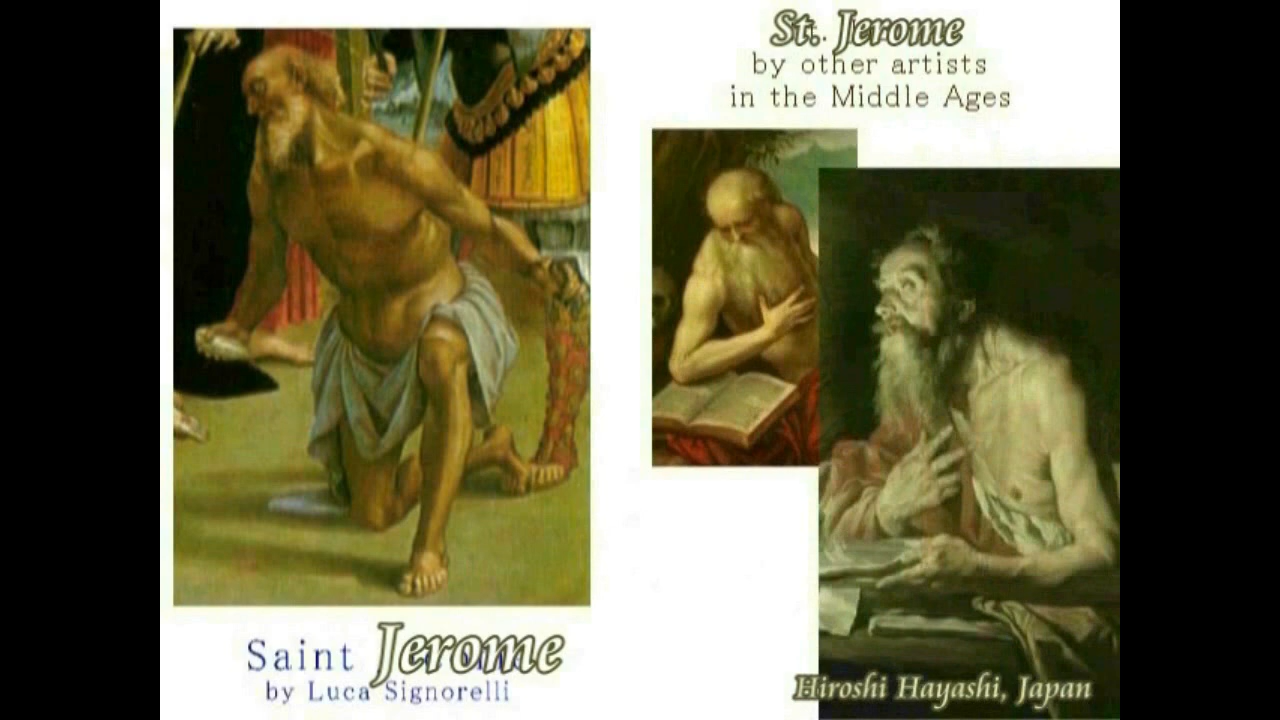 St. Jerome
by other artists
in the Middle Ages
Saint Jerome
by Luca Signorelli
Hiroshi Hayashi, Japan